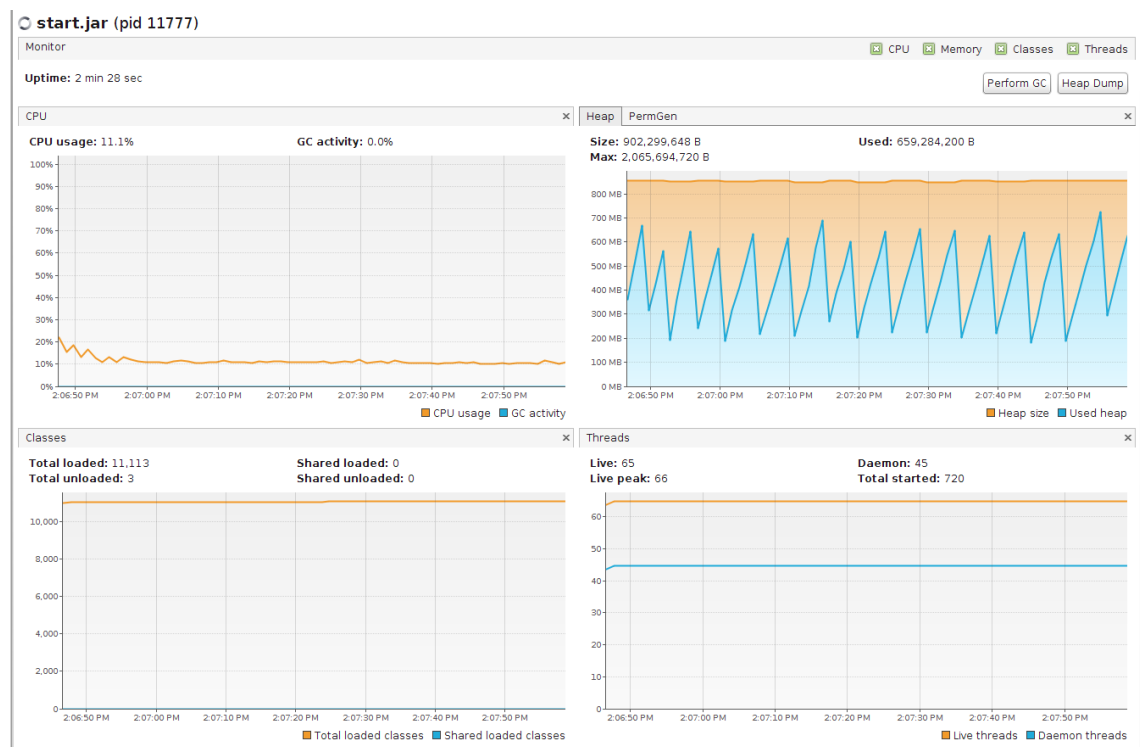 start.jar (pid 11777)
Monitor
CPU Memory Classes Threads
Uptime: 2 min 28 sec
Perform GC Heap Dump
CPU
CPU usage: 11.1% GC activity: 0.0%
100%
90%
80%
70%
60%
50%
40%
30%
20%
10%
0%
2:06:50 PM 2:07:00 PM 2:07:10 PM 2:07:20 PM 2:07:30 PM 2:07:40 PM 2:07:50 PM
CPU usage GC activity
Heap PermGen
Size: 902,299,648 B Used: 659,284,200 B
Max: 2,065,694,720 B
800 MB
700 MB
600 MB
500 MB
400 MB
300 MB
200 MB
100 MB
0 MB
2:06:50 PM 2:07:00 PM 2:07:10 PM 2:07:20 PM 2:07:30 PM 2:07:40 PM 2:07:50 PM
Heap size Used heap
Classes
Total loaded: 11,113 Shared loaded: 0
Total unloaded: 3 Shared unloaded: 0
10,000
8,000
6,000
4,000
2,000
0
2:06:50 PM 2:07:00 PM 2:07:10 PM 2:07:20 PM 2:07:30 PM 2:07:40 PM 2:07:50 PM
Total loaded classes Shared loaded classes
Threads
Live: 65 Daemon: 45
Live peak: 66 Total started: 720
60
50
40
30
20
10
0
2:06:50 PM 2:07:00 PM 2:07:10 PM 2:07:20 PM 2:07:30 PM 2:07:40 PM 2:07:50 PM
Live threads Daemon threads